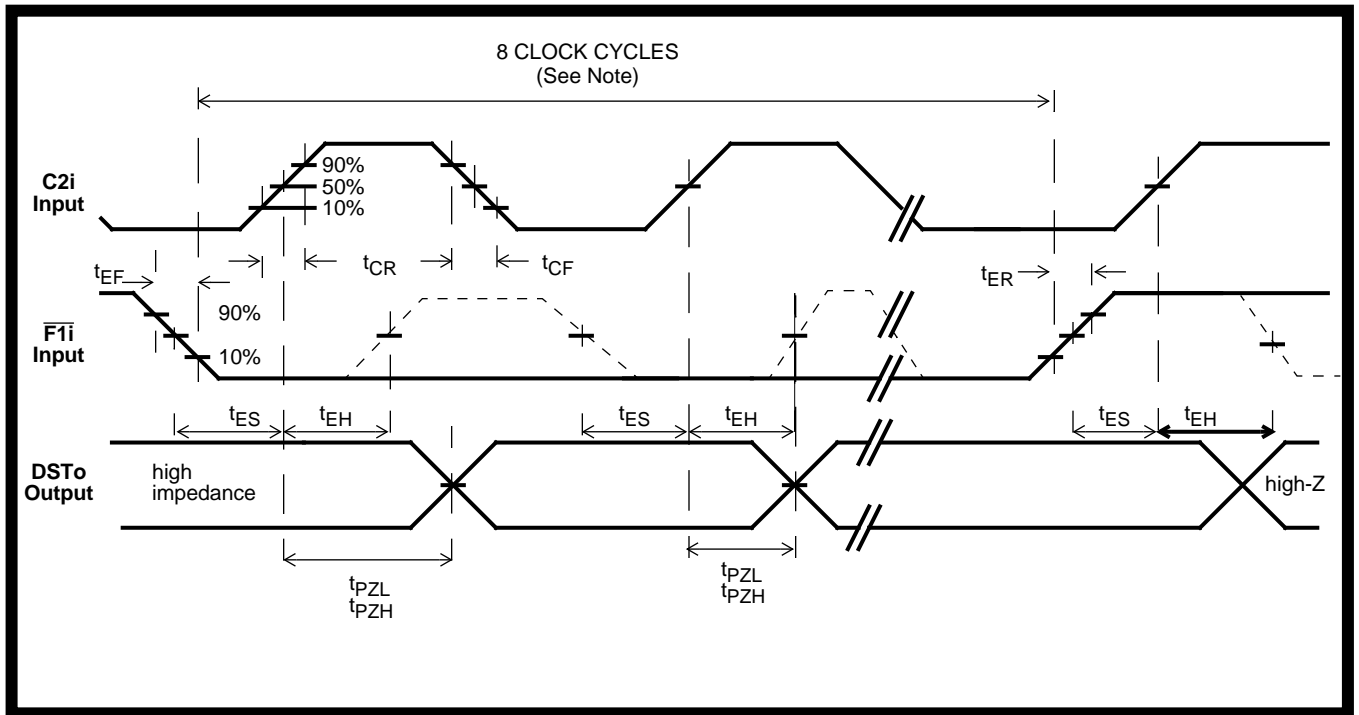 8 CLOCK CYCLES
(See Note)
C2i
Input
90%
50%
10%
tEF
tCR
tCF
tER
F1i
Input
90%
10%
tES
tEH
tES
tEH
tES
tEH
DSTo
Output
high
impedance
high-Z
tPZL
tPZH
tPZL
tPZH